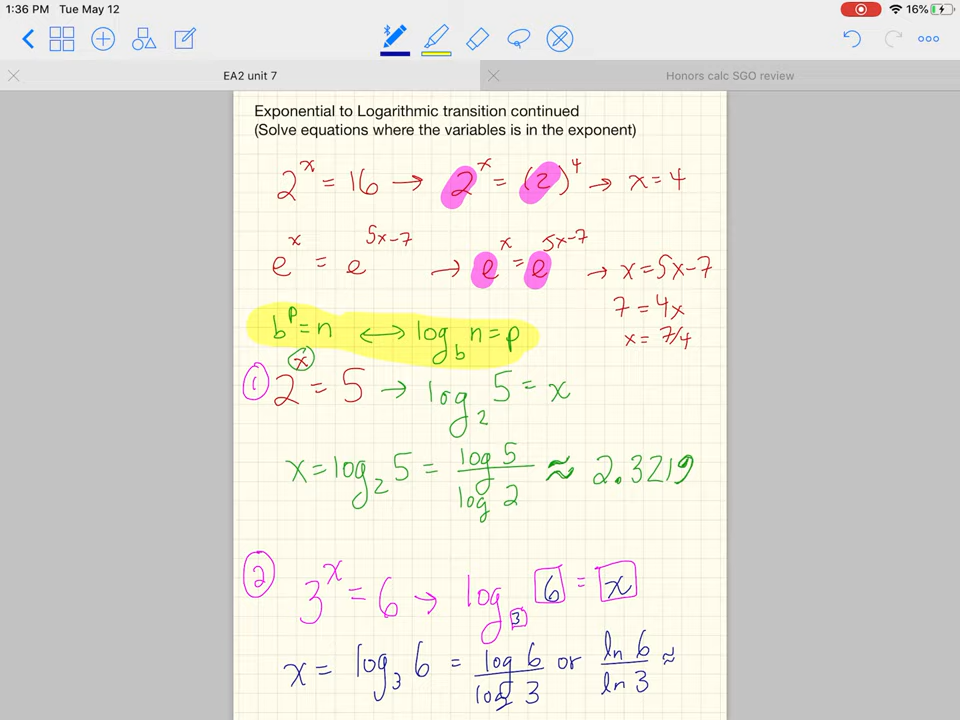 1:36 PM Tue May 12 16%
EA2 unit 7 Honors calc SGO review
Exponential to Logarithmic transition continued
(Solve equations where the variables is in the exponent)
2^x = 16 → 2^x = (2)^4 → x = 4
e^x = e^{5x-7} → e^x = e^{5x-7} → x = 5x-7
7 = 4x
x = 7/4
b^p = n ↔ log_b n = p
① 2^x = 5 → log_2 5 = x
x = log_2 5 = log 5 / log 2 ≈ 2.3219
② 3^x = 6 → log_3 6 = x
x = log_3 6 = log 6 / log 3 or ln 6 / ln 3 ≈